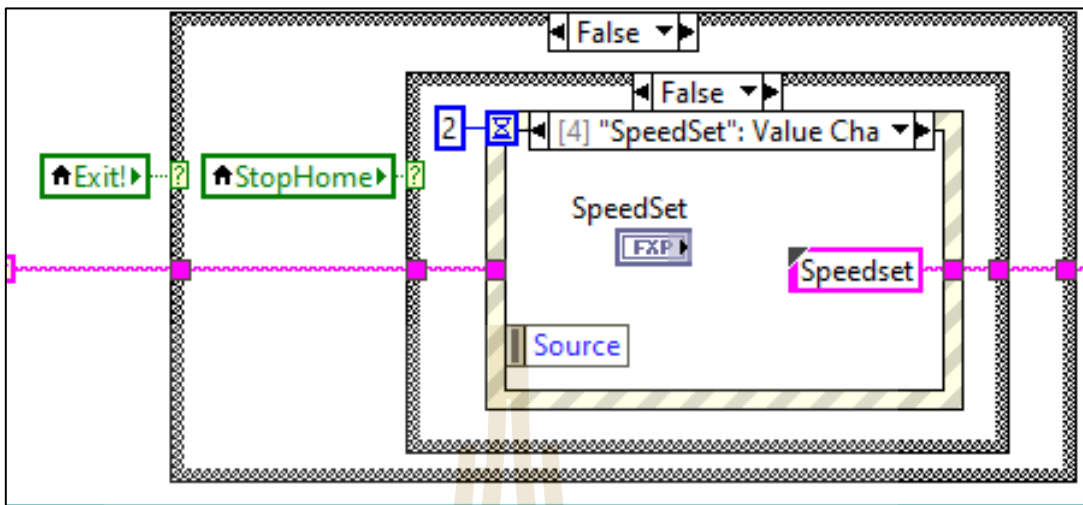 False
False
2
[4] "SpeedSet": Value Cha
Exit!
?
StopHome
?
SpeedSet
FXP
Speedset
Source